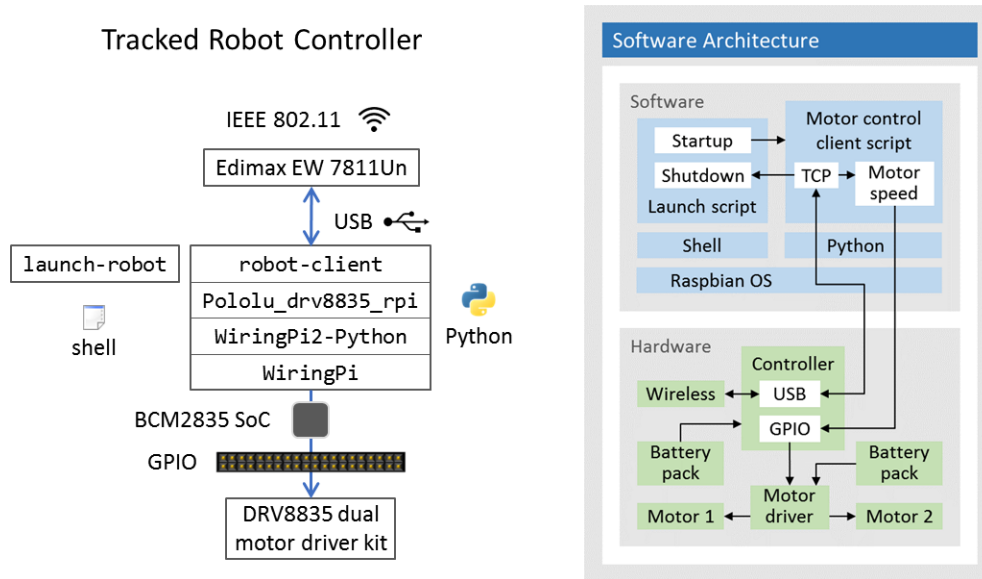 Tracked Robot Controller
IEEE 802.11
Edimax EW 7811Un
USB
launch-robot
robot-client
Pololu_drv8835_rpi
WiringPi2-Python
WiringPi
shell
Python
BCM2835 SoC
GPIO
DRV8835 dual
motor driver kit
Software Architecture
Software
Startup
Shutdown
Launch script
Motor control
client script
TCP
Motor
speed
Shell
Python
Raspbian OS
Hardware
Controller
Wireless
USB
GPIO
Battery
pack
Battery
pack
Motor 1
Motor
driver
Motor 2